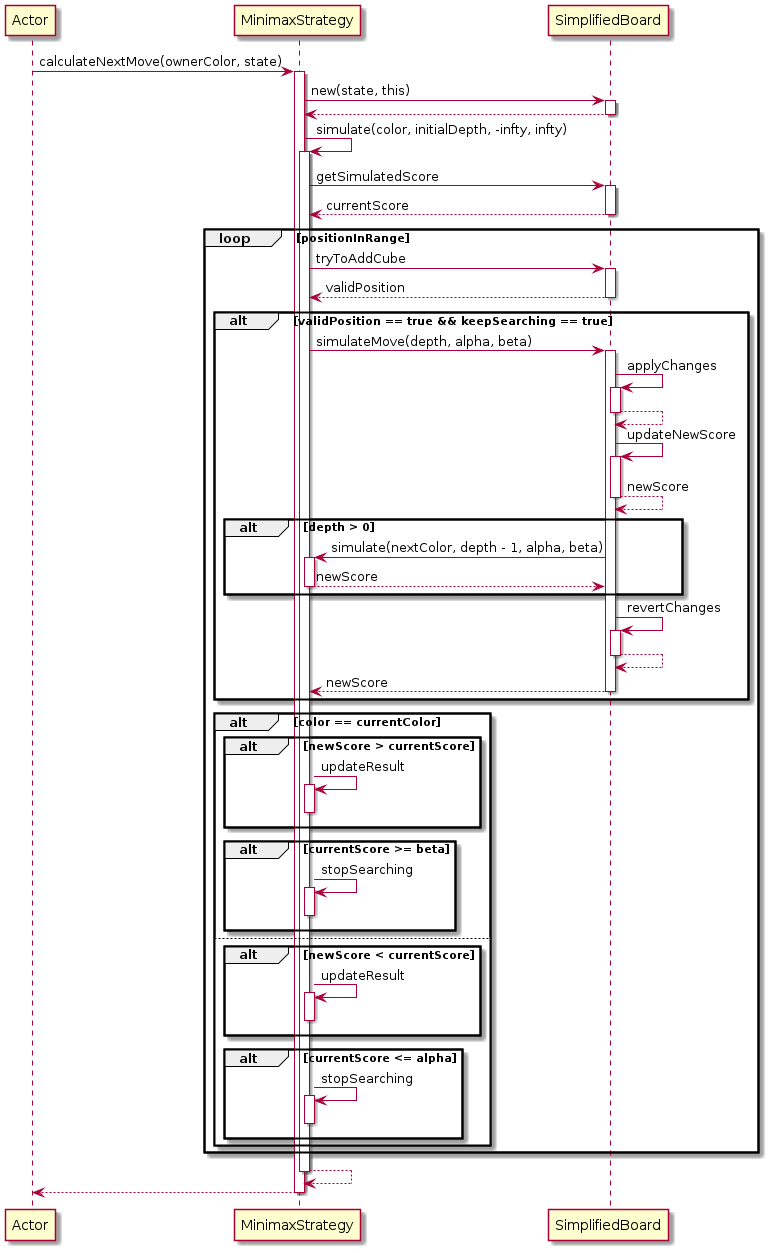 Actor MinimaxStrategy SimplifiedBoard
calculateNextMove(ownerColor, state)
new(state, this)
simulate(color, initialDepth, -infty, infty)
getSimulatedScore
currentScore
loop [positionInRange]
tryToAddCube
validPosition
alt [validPosition == true && keepSearching == true]
simulateMove(depth, alpha, beta)
applyChanges
updateNewScore
newScore
alt [depth > 0]
simulate(nextColor, depth - 1, alpha, beta)
newScore
revertChanges
newScore
alt [color == currentColor]
alt [newScore > currentScore]
updateResult
alt [currentScore >= beta]
stopSearching
alt [newScore < currentScore]
updateResult
alt [currentScore <= alpha]
stopSearching
Actor MinimaxStrategy SimplifiedBoard